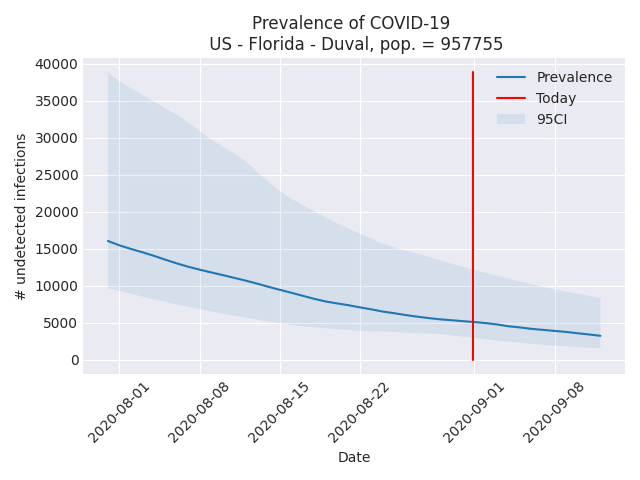 Prevalence of COVID-19
US - Florida - Duval, pop. = 957755
40000
35000
30000
25000
20000
15000
10000
5000
0
# undetected infections
Prevalence
Today
95CI
2020-08-01
2020-08-08
2020-08-15
2020-08-22
2020-09-01
2020-09-08
Date